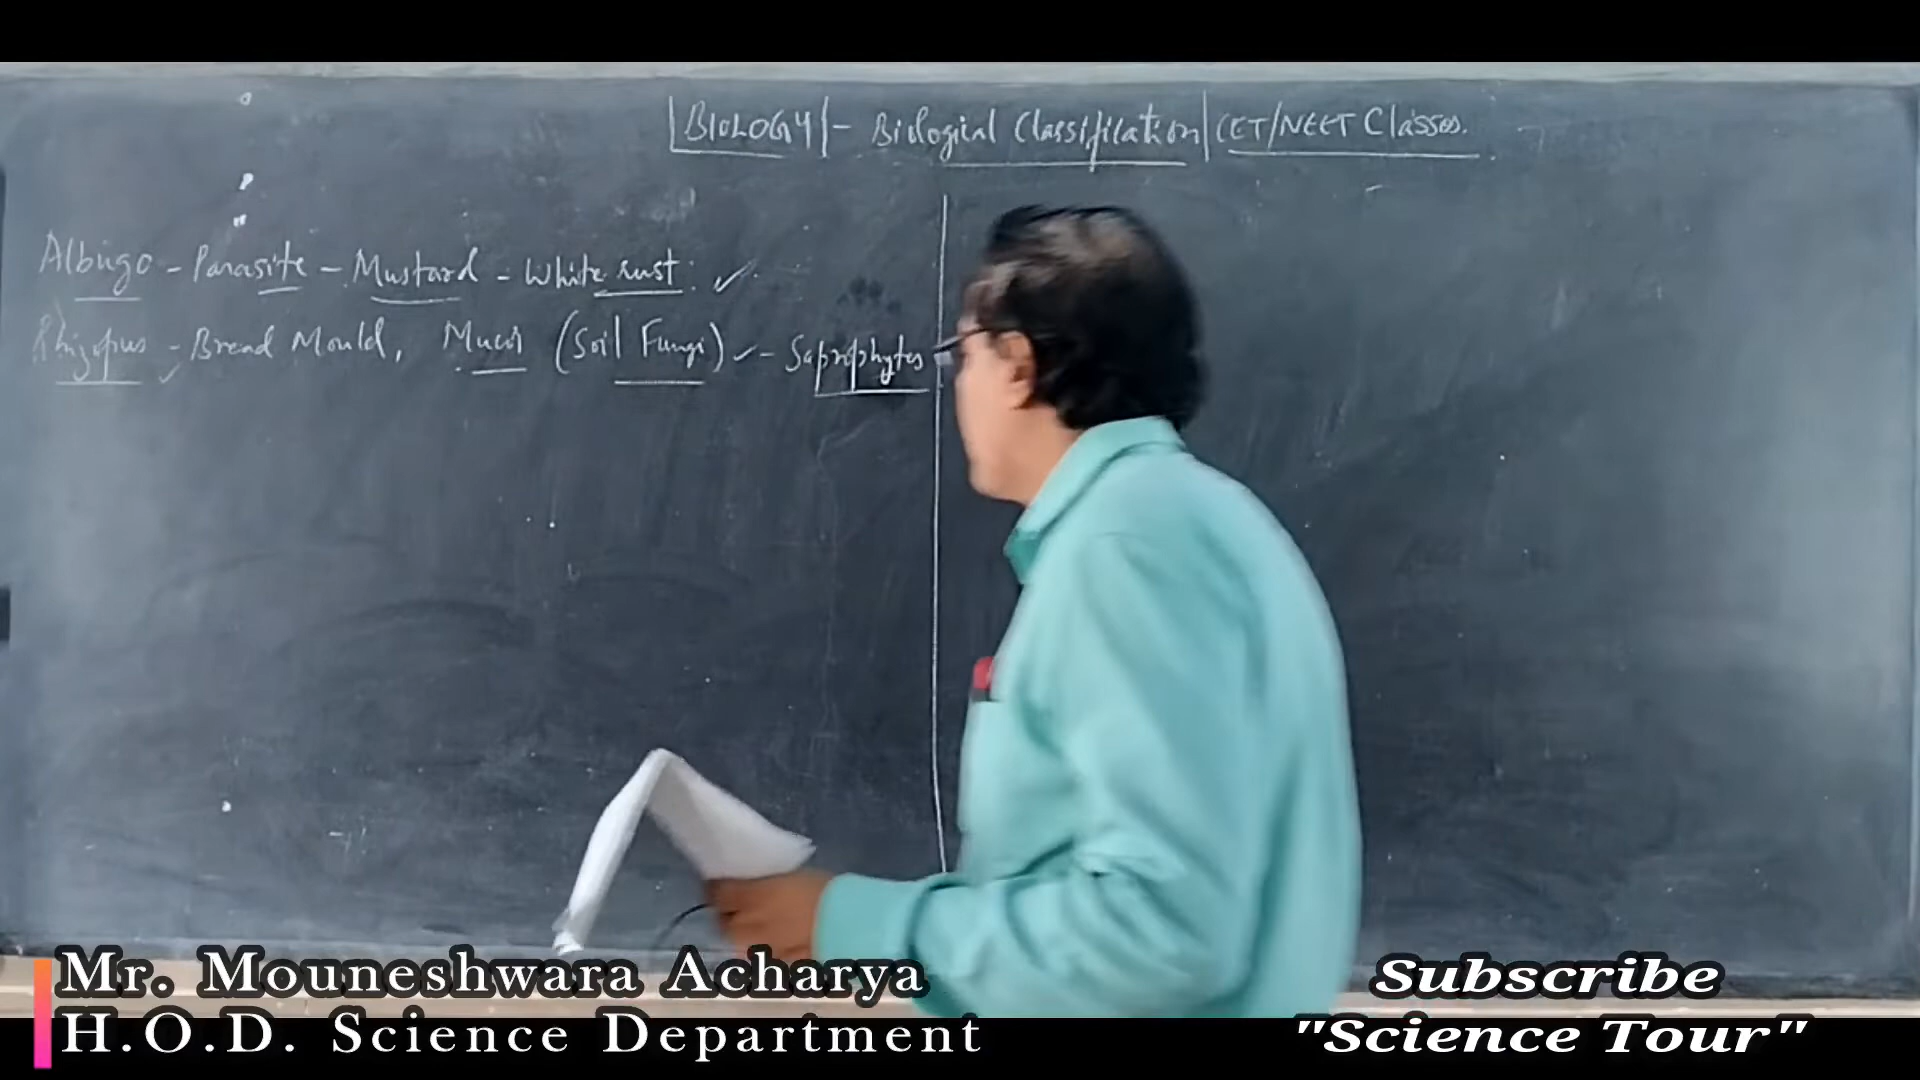 |BIOLOGY|- Biological Classification|CET/NEET Classes.
Albugo - Parasite - Mustard - White rust: ✓
Rhizopus - Bread Mould, Mucor (Soil Fungi) ✓ - Saprophytes
Mr. Mouneshwara Acharya
H.O.D. Science Department
Subscribe
"Science Tour"